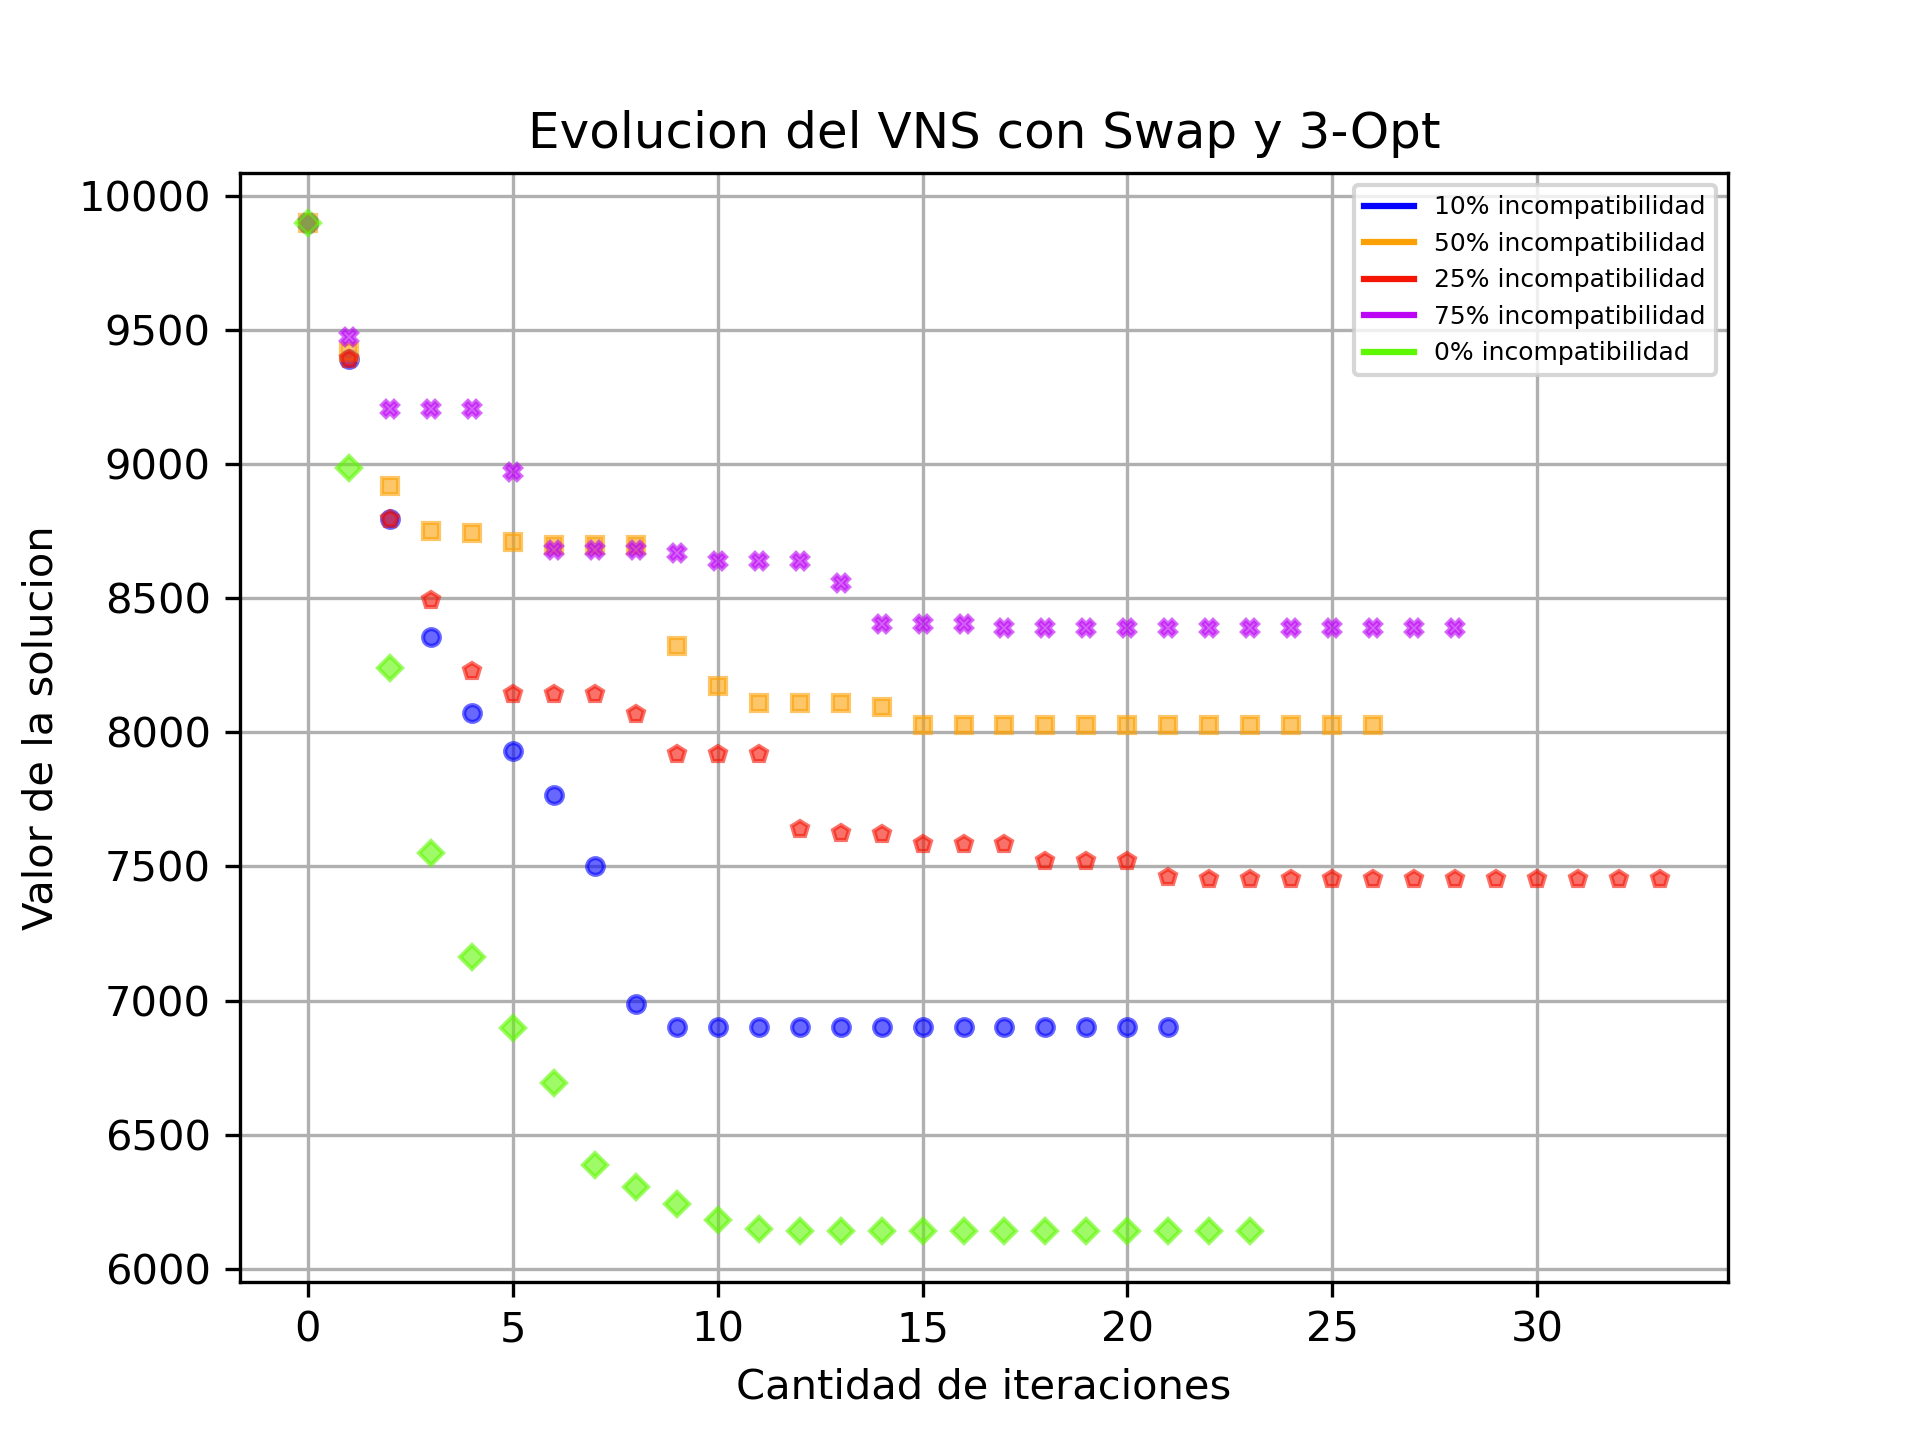 Evolucion del VNS con Swap y 3-Opt
10000
9500
9000
8500
8000
7500
7000
6500
6000
Valor de la solucion
10% incompatibilidad
50% incompatibilidad
25% incompatibilidad
75% incompatibilidad
0% incompatibilidad
0 5 10 15 20 25 30
Cantidad de iteraciones